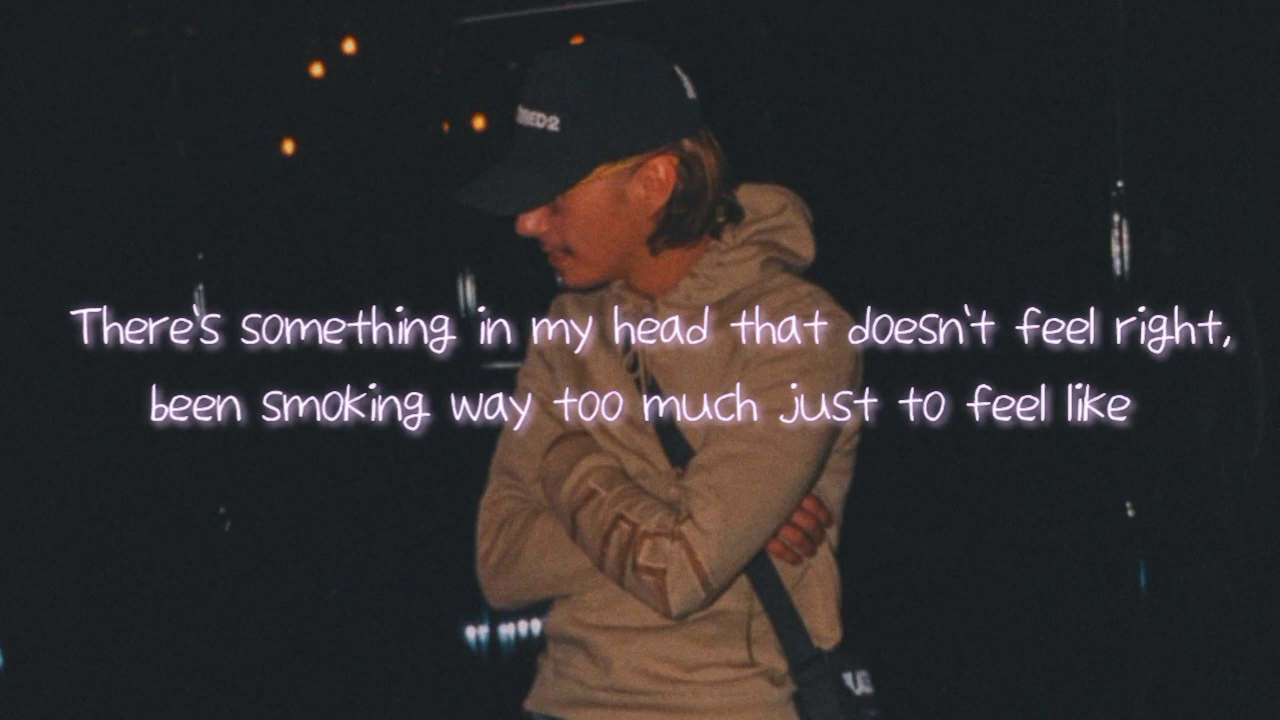 There's something in my head that doesn't feel right,
been smoking way too much just to feel like